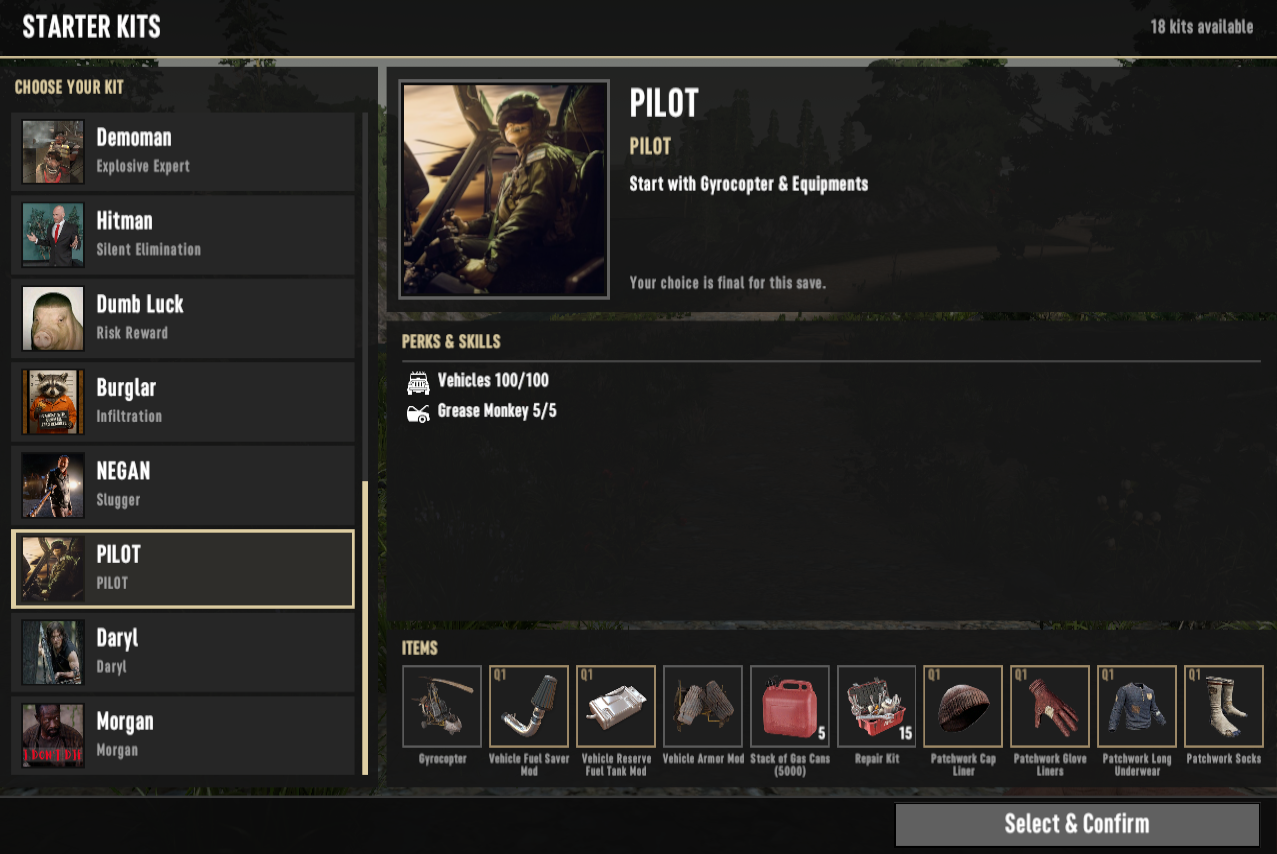 STARTER KITS
18 kits available
CHOOSE YOUR KIT
Demoman
Explosive Expert
Hitman
Silent Elimination
Dumb Luck
Risk Reward
Burglar
Infiltration
NEGAN
Slugger
PILOT
PILOT
Daryl
Daryl
Morgan
Morgan
PILOT
PILOT
Start with Gyrocopter & Equipments
Your choice is final for this save.
PERKS & SKILLS
Vehicles 100/100
Grease Monkey 5/5
ITEMS
Q1
Q1
5
15
Q1
Q1
Q1
Q1
Gyrocopter
Vehicle Fuel Saver
Mod
Vehicle Reserve
Fuel Tank Mod
Vehicle Armor Mod
Stack of Gas Cans
(5000)
Repair Kit
Patchwork Cap
Liner
Patchwork Glove
Liners
Patchwork Long
Underwear
Patchwork Socks
Select & Confirm